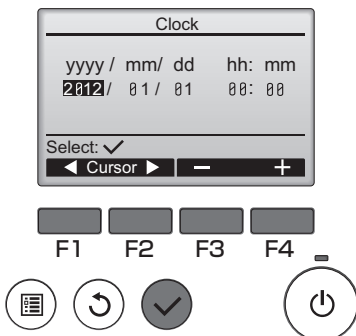 Clock
yyyy / mm/ dd hh: mm
2012/ 01/ 01 00: 00
Select: ✓
◀ Cursor ▶ − +
F1 F2 F3 F4